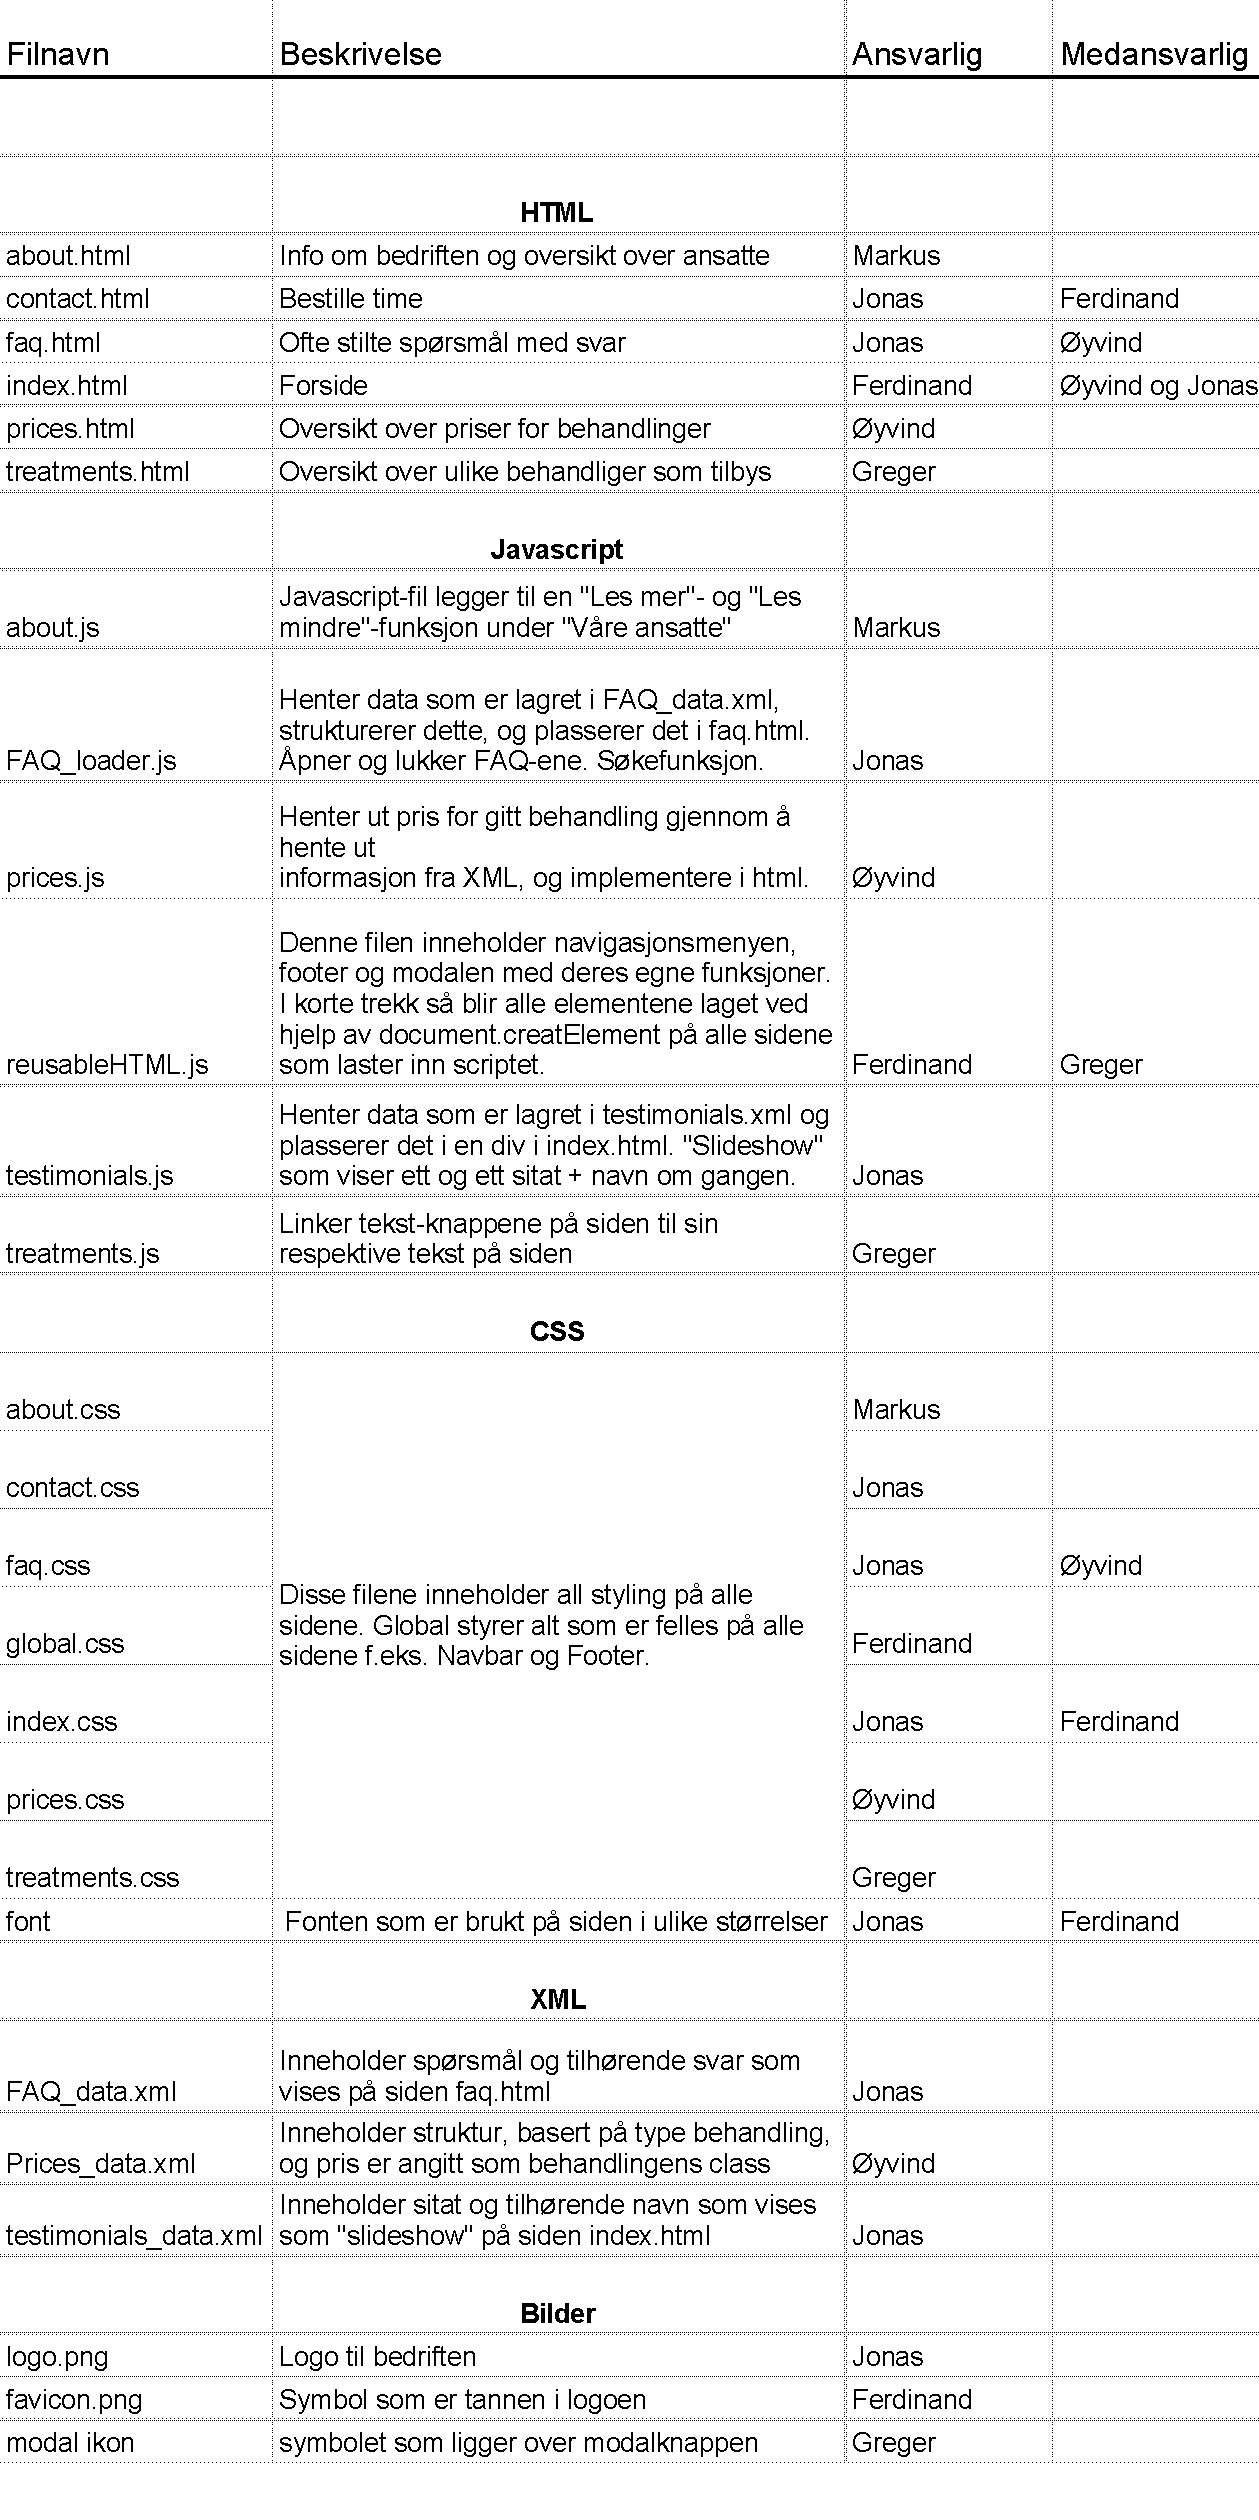 Filnavn Beskrivelse Ansvarlig Medansvarlig
HTML
about.html Info om bedriften og oversikt over ansatte Markus
contact.html Bestille time Jonas Ferdinand
faq.html Ofte stilte spørsmål med svar Jonas Øyvind
index.html Forside Ferdinand Øyvind og Jonas
prices.html Oversikt over priser for behandlinger Øyvind
treatments.html Oversikt over ulike behandliger som tilbys Greger
Javascript
Javascript-fil legger til en "Les mer"- og "Les
about.js mindre"-funksjon under "Våre ansatte" Markus
Henter data som er lagret i FAQ_data.xml,
strukturerer dette, og plasserer det i faq.html.
FAQ_loader.js Åpner og lukker FAQ-ene. Søkefunksjon. Jonas
Henter ut pris for gitt behandling gjennom å
hente ut
prices.js informasjon fra XML, og implementere i html. Øyvind
Denne filen inneholder navigasjonsmenyen,
footer og modalen med deres egne funksjoner.
I korte trekk så blir alle elementene laget ved
hjelp av document.creatElement på alle sidene
reusableHTML.js som laster inn scriptet. Ferdinand Greger
Henter data som er lagret i testimonials.xml og
plasserer det i en div i index.html. "Slideshow"
testimonials.js som viser ett og ett sitat + navn om gangen. Jonas
Linker tekst-knappene på siden til sin
treatments.js respektive tekst på siden Greger
CSS
about.css Markus
contact.css Jonas
faq.css Jonas Øyvind
Disse filene inneholder all styling på alle
sidene. Global styrer alt som er felles på alle
global.css Ferdinand
sidene f.eks. Navbar og Footer.
index.css Jonas Ferdinand
prices.css Øyvind
treatments.css Greger
font Fonten som er brukt på siden i ulike størrelser Jonas Ferdinand
XML
Inneholder spørsmål og tilhørende svar som
FAQ_data.xml vises på siden faq.html Jonas
Inneholder struktur, basert på type behandling,
Prices_data.xml og pris er angitt som behandlingens class Øyvind
Inneholder sitat og tilhørende navn som vises
testimonials_data.xml som "slideshow" på siden index.html Jonas
Bilder
logo.png Logo til bedriften Jonas
favicon.png Symbol som er tannen i logoen Ferdinand
modal ikon symbolet som ligger over modalknappen Greger